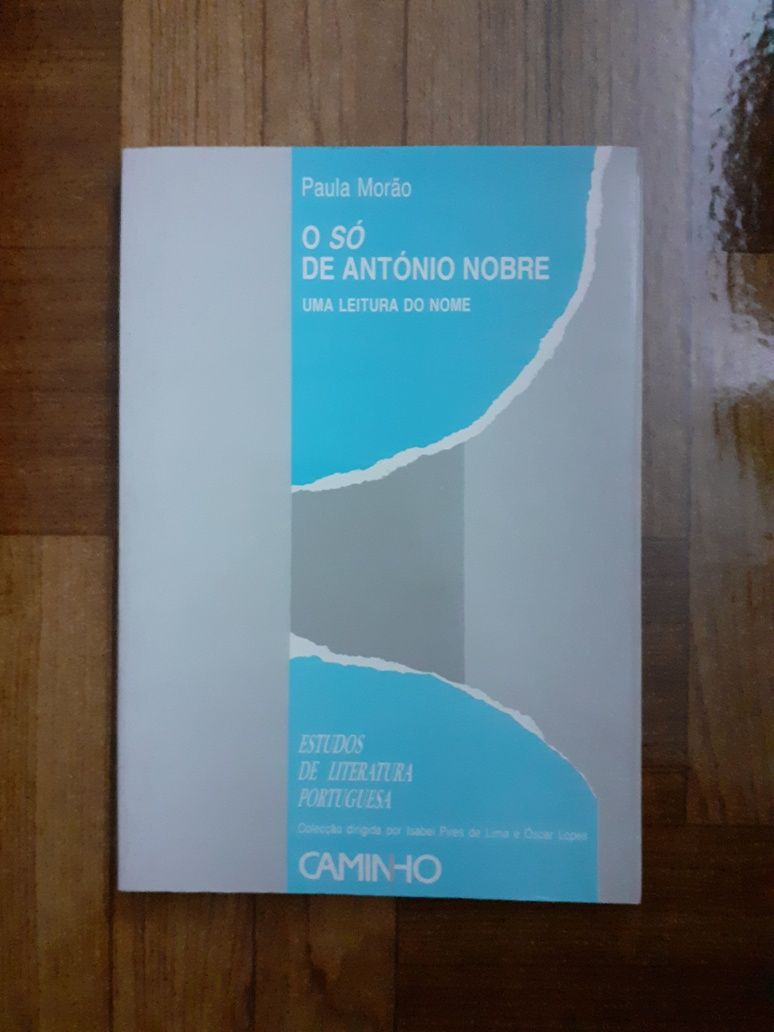 Paula Morão
O SÓ
DE ANTÓNIO NOBRE
UMA LEITURA DO NOME
ESTUDOS
DE LITERATURA
PORTUGUESA
Colecção dirigida por Isabel Pires de Lima e Óscar Lopes
CAMINHO